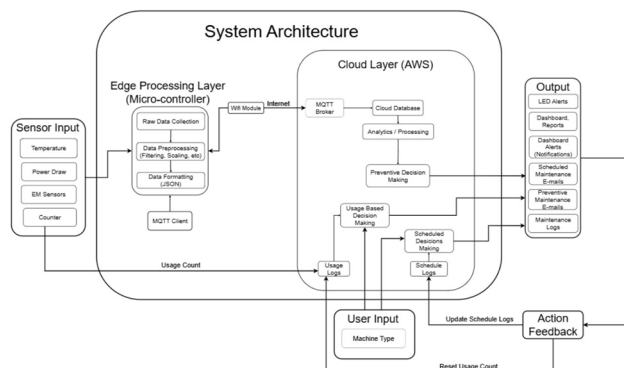 System Architecture
Edge Processing Layer
(Micro-controller)
Raw Data Collection
Data Preprocessing
(Filtering, Scaling, etc)
Data Formatting
(JSON)
MQTT Client
Wifi Module
Internet
Cloud Layer (AWS)
MQTT
Broker
Cloud Database
Analytics / Processing
Preventive Decision
Making
Usage Based
Decision
Making
Scheduled
Desicions
Making
Usage
Logs
Schedule
Logs
Sensor Input
Temperature
Power Draw
EM Sensors
Counter
Usage Count
Output
LED Alerts
Dashboard,
Reports
Dashboard
Alerts
(Notifications)
Scheduled
Maintenance
E-mails
Preventive
Maintenance
E-mails
Maintenance
Logs
User Input
Machine Type
Update Schedule Logs
Action
Feedback
Reset Usage Count